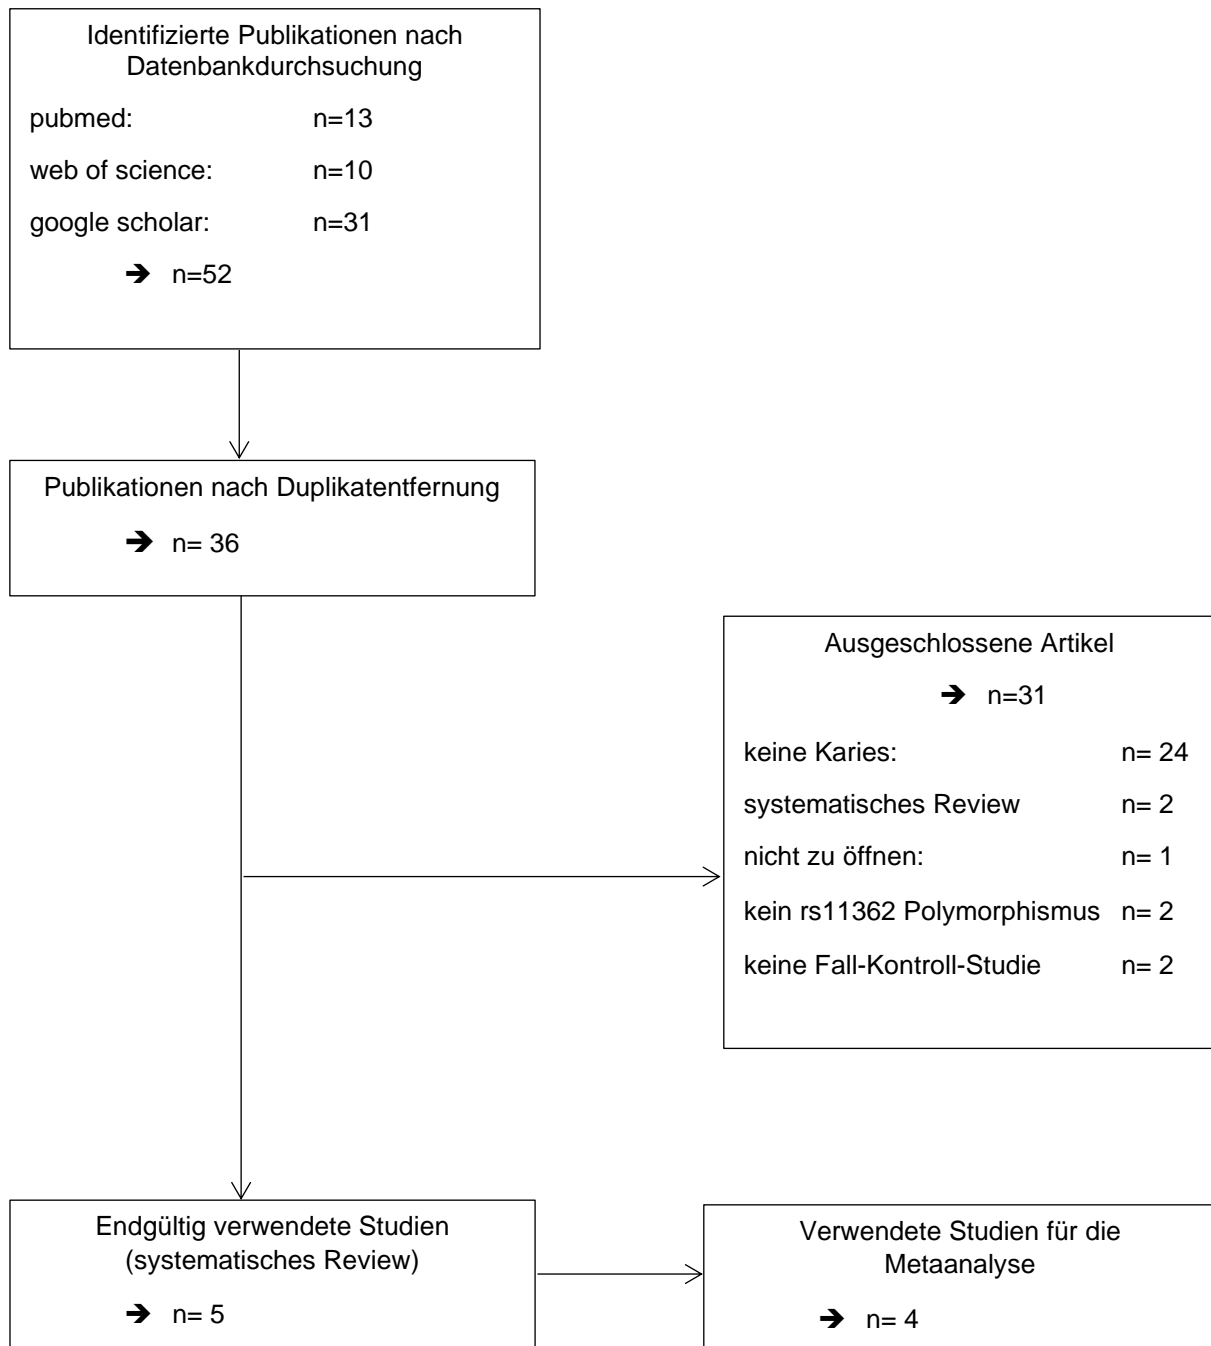 Identifizierte Publikationen nach
Datenbankdurchsuchung
pubmed: n=13
web of science: n=10
google scholar: n=31
➔ n=52
Publikationen nach Duplikatentfernung
➔ n= 36
Ausgeschlossene Artikel
➔ n=31
keine Karies: n= 24
systematisches Review n= 2
nicht zu öffnen: n= 1
kein rs11362 Polymorphismus n= 2
keine Fall-Kontroll-Studie n= 2
Endgültig verwendete Studien
(systematisches Review)
➔ n= 5
Verwendete Studien für die
Metaanalyse
➔ n= 4